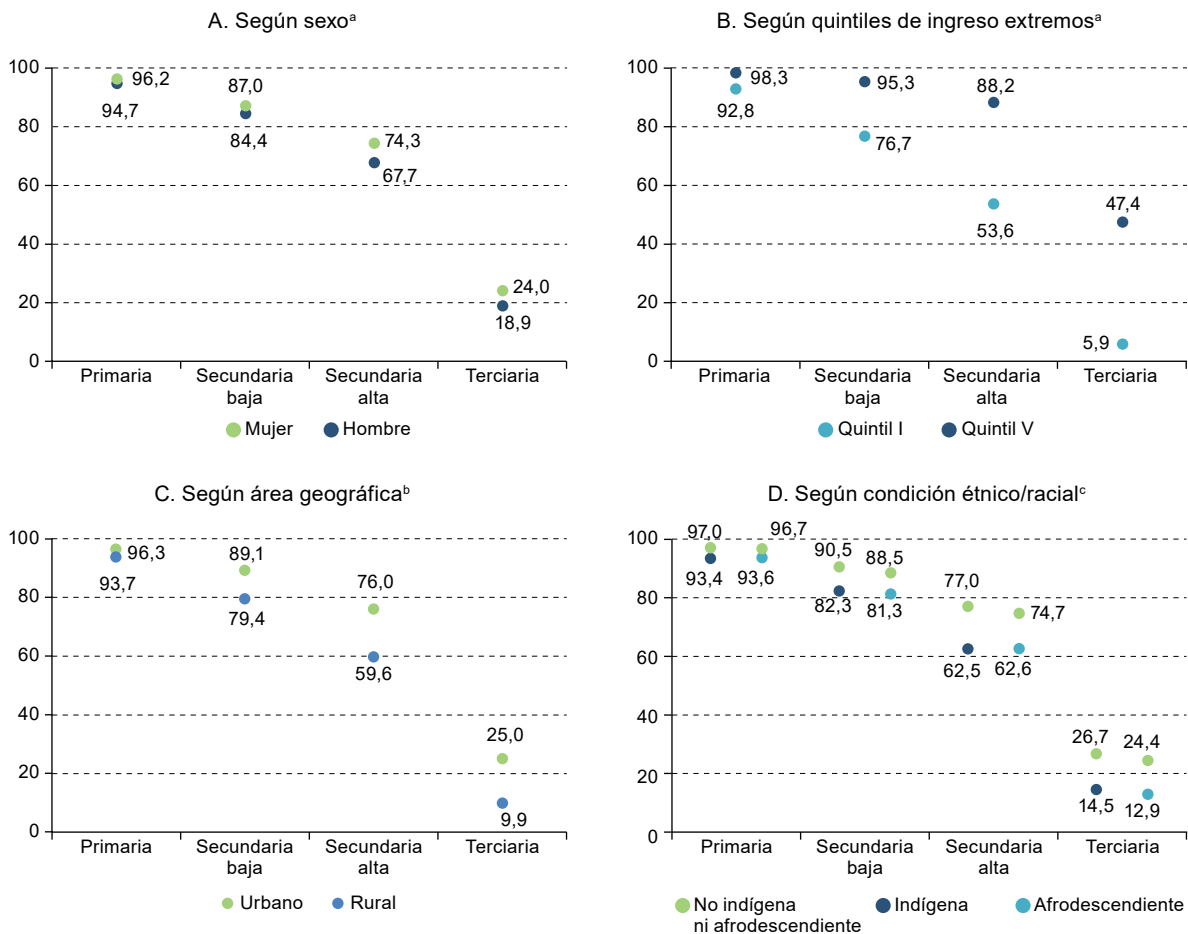 A. Según sexoᵃ
100
80
60
40
20
0
96,2
94,7
87,0
84,4
74,3
67,7
24,0
18,9
Primaria
Secundaria
baja
Secundaria
alta
Terciaria
Mujer
Hombre
B. Según quintiles de ingreso extremosᵃ
100
80
60
40
20
0
98,3
92,8
95,3
76,7
88,2
53,6
47,4
5,9
Primaria
Secundaria
baja
Secundaria
alta
Terciaria
Quintil I
Quintil V
C. Según área geográficaᵇ
100
80
60
40
20
0
96,3
93,7
89,1
79,4
76,0
59,6
25,0
9,9
Primaria
Secundaria
baja
Secundaria
alta
Terciaria
Urbano
Rural
D. Según condición étnico/racialᶜ
100
80
60
40
20
0
97,0
96,7
93,4
93,6
90,5
88,5
82,3
81,3
77,0
74,7
62,5
62,6
26,7
24,4
14,5
12,9
Primaria
Secundaria
baja
Secundaria
alta
Terciaria
No indígena
ni afrodescendiente
Indígena
Afrodescendiente